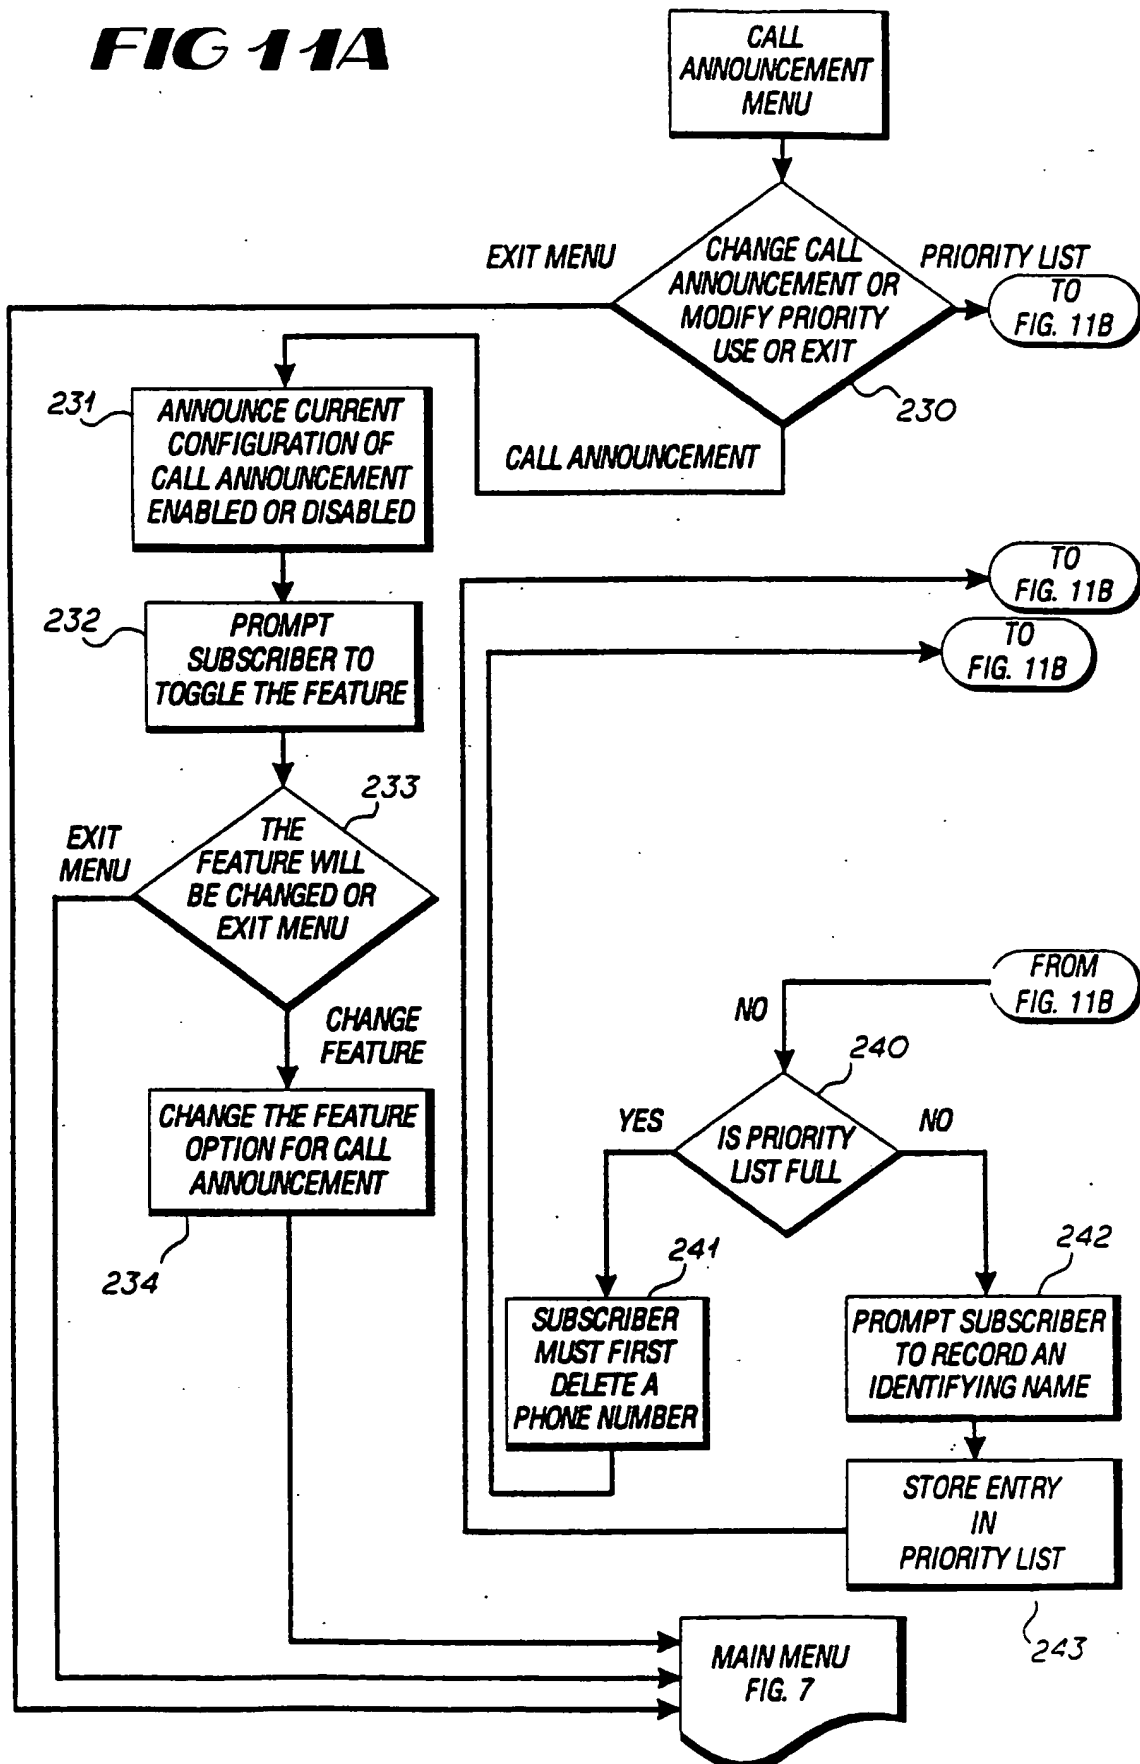 FIG 11A
CALL
ANNOUNCEMENT
MENU
EXIT MENU
CHANGE CALL
ANNOUNCEMENT OR
MODIFY PRIORITY
USE OR EXIT
PRIORITY LIST
TO
FIG. 11B
230
231
ANNOUNCE CURRENT
CONFIGURATION OF
CALL ANNOUNCEMENT
ENABLED OR DISABLED
CALL ANNOUNCEMENT
TO
FIG. 11B
232
PROMPT
SUBSCRIBER TO
TOGGLE THE FEATURE
TO
FIG. 11B
233
EXIT
MENU
THE
FEATURE WILL
BE CHANGED OR
EXIT MENU
CHANGE
FEATURE
FROM
FIG. 11B
NO
240
YES
IS PRIORITY
LIST FULL
NO
CHANGE THE FEATURE
OPTION FOR CALL
ANNOUNCEMENT
234
241
SUBSCRIBER
MUST FIRST
DELETE A
PHONE NUMBER
242
PROMPT SUBSCRIBER
TO RECORD AN
IDENTIFYING NAME
STORE ENTRY
IN
PRIORITY LIST
243
MAIN MENU
FIG. 7